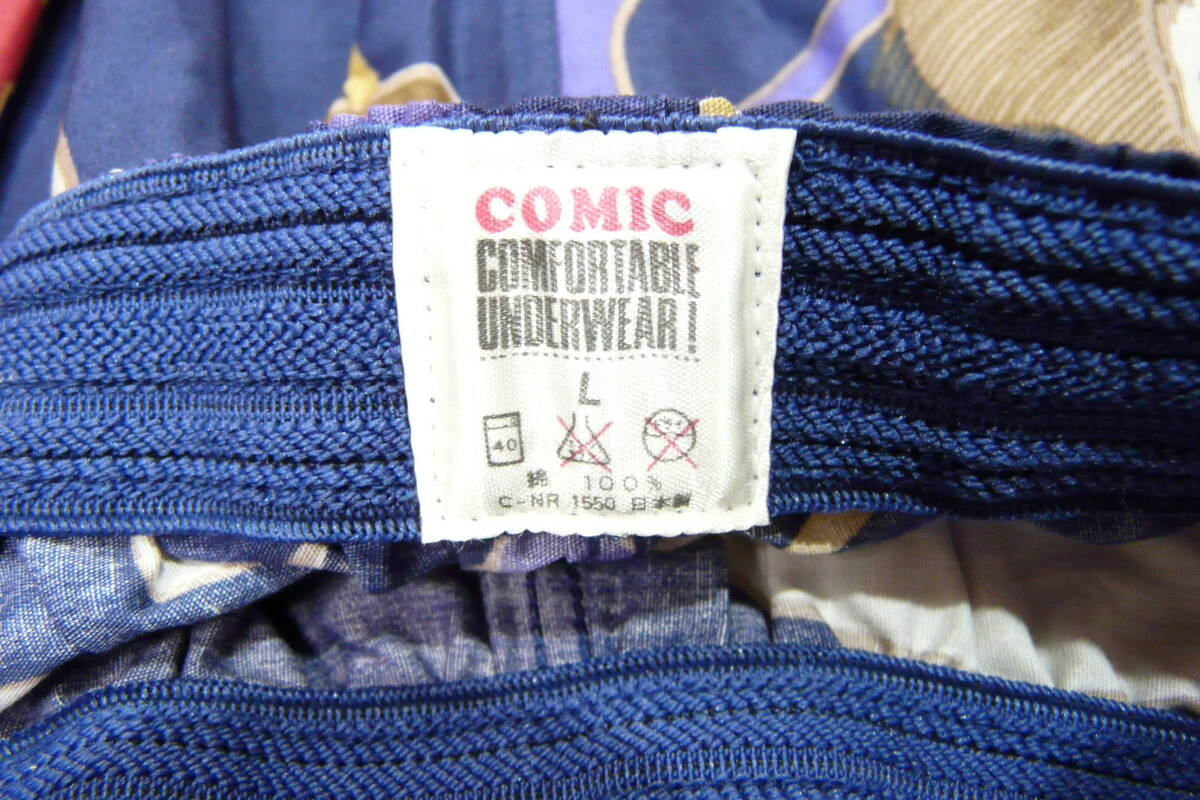 COMIC
COMFORTABLE
UNDERWEAR!
L
40
綿 100%
C-NR 1550 日本製